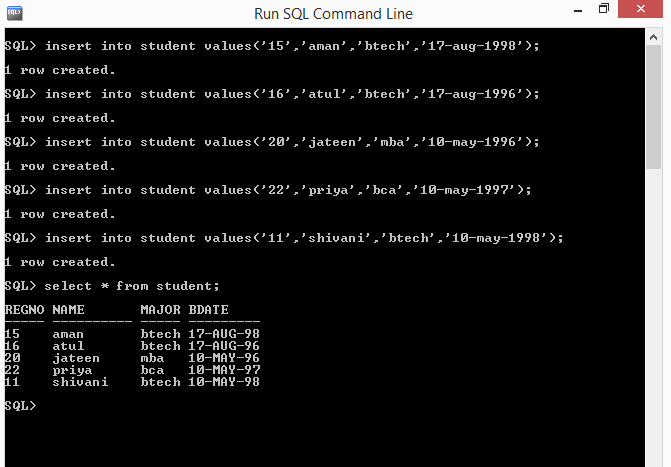 Run SQL Command Line
SQL> insert into student values('15','aman','btech','17-aug-1998');
1 row created.
SQL> insert into student values('16','atul','btech','17-aug-1996');
1 row created.
SQL> insert into student values('20','jateen','mba','10-may-1996');
1 row created.
SQL> insert into student values('22','priya','bca','10-may-1997');
1 row created.
SQL> insert into student values('11','shivani','btech','10-may-1998');
1 row created.
SQL> select * from student;
REGNO NAME       MAJOR BDATE
----- ---------- ----- ---------
15    aman       btech 17-AUG-98
16    atul       btech 17-AUG-96
20    jateen     mba   10-MAY-96
22    priya      bca   10-MAY-97
11    shivani    btech 10-MAY-98
SQL>